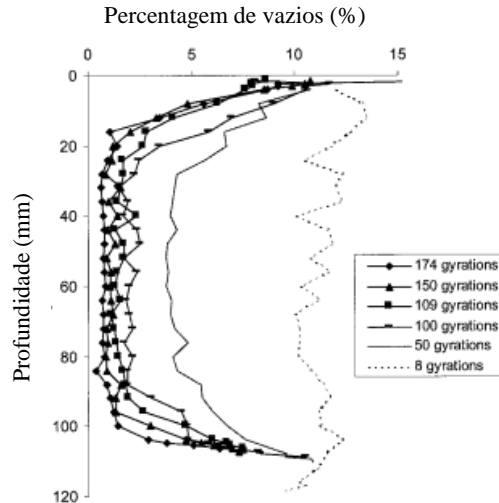 Percentagem de vazios (%)
0 5 10 15
0
20
40
60
80
100
120
Profundidade (mm)
174 gyrations
150 gyrations
109 gyrations
100 gyrations
50 gyrations
8 gyrations